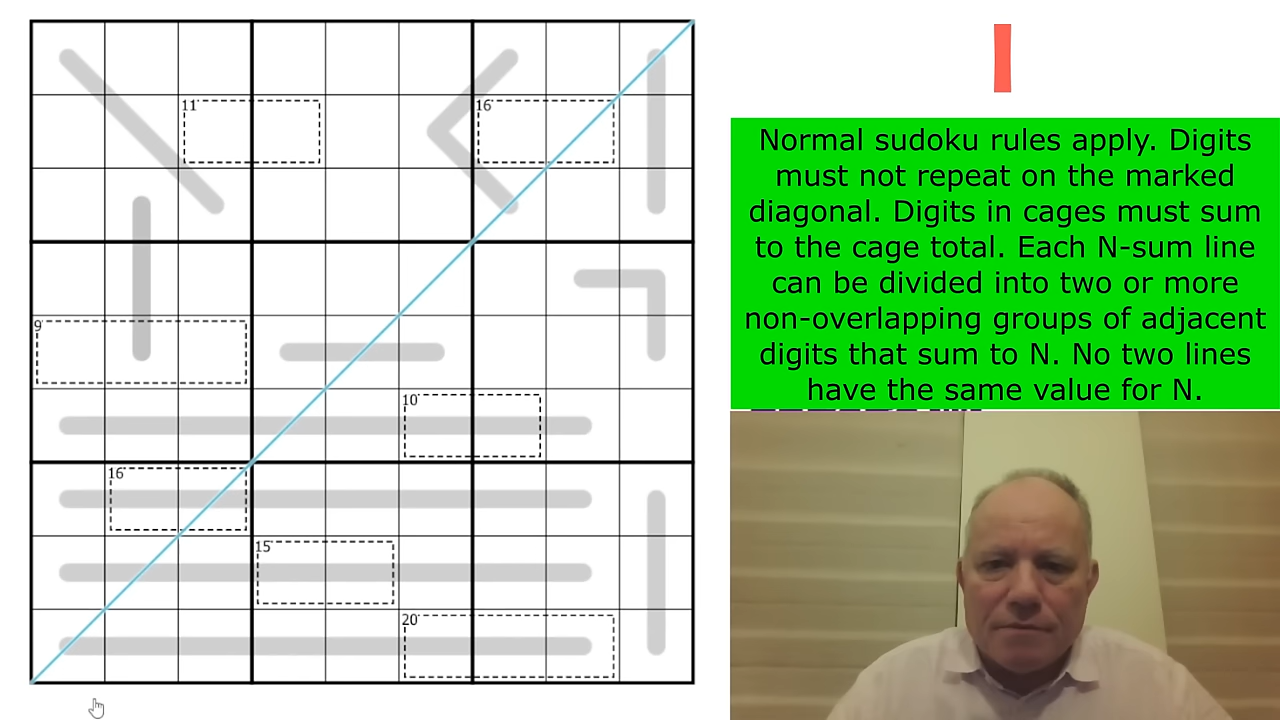 11
16
9
10
16
15
20
Normal sudoku rules apply. Digits
must not repeat on the marked
diagonal. Digits in cages must sum
to the cage total. Each N-sum line
can be divided into two or more
non-overlapping groups of adjacent
digits that sum to N. No two lines
have the same value for N.